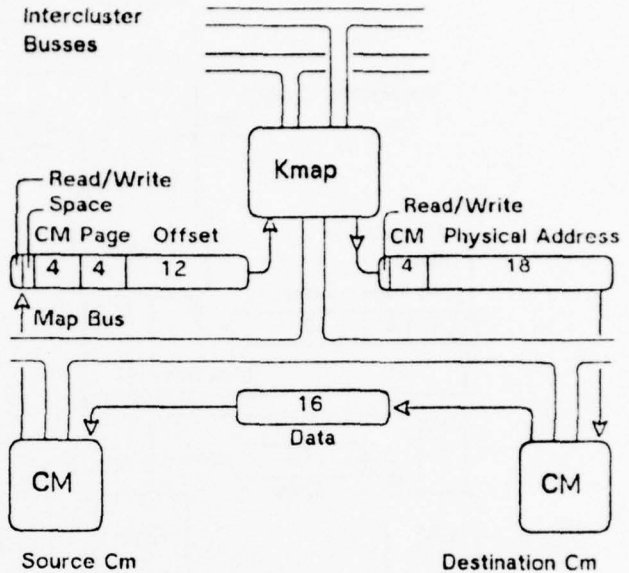 Intercluster
Busses
Kmap
Read/Write
Space
CM Page Offset
4 4 12
Read/Write
CM Physical Address
4 18
Map Bus
16
Data
CM
CM
Source Cm
Destination Cm